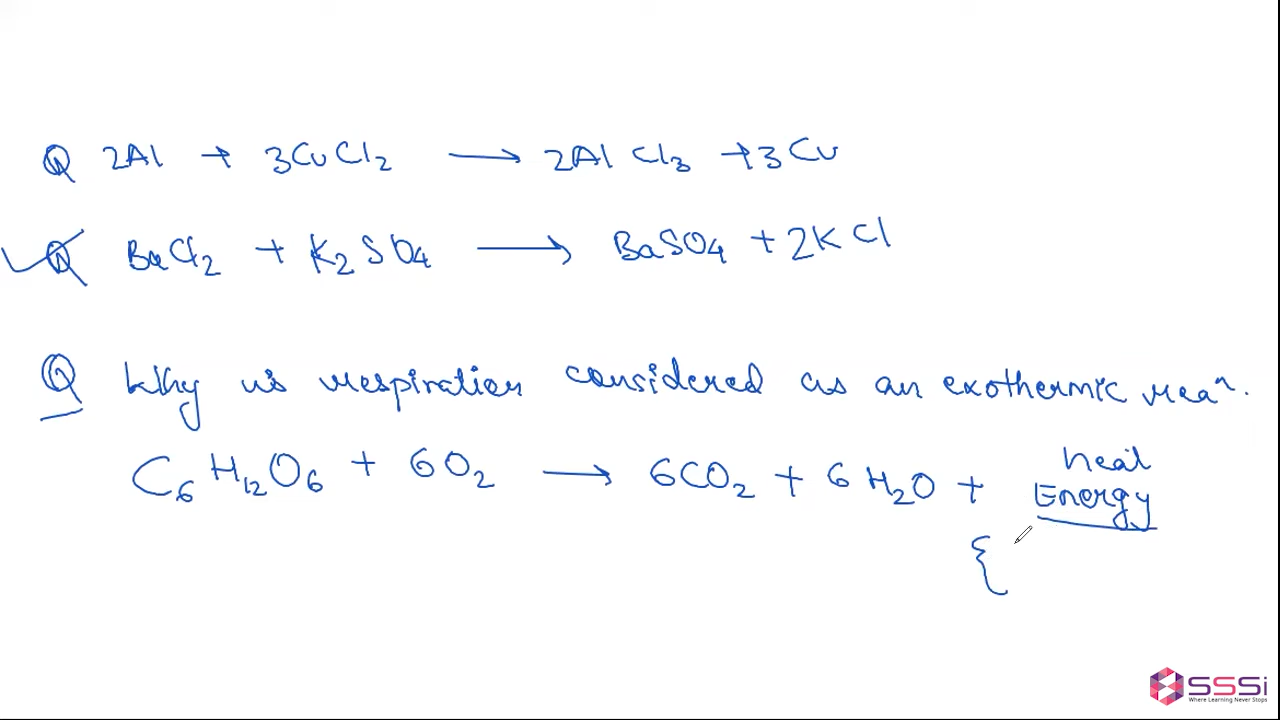 Q 2Al + 3CuCl₂ → 2AlCl₃ + 3Cu
Q BaCl₂ + K₂SO₄ → BaSO₄ + 2KCl
Q Why is respiration considered as an exothermic reaⁿ.
C₆H₁₂O₆ + 6O₂ → 6CO₂ + 6H₂O + heat Energy
{
SSSi
Where Learning Never Stops